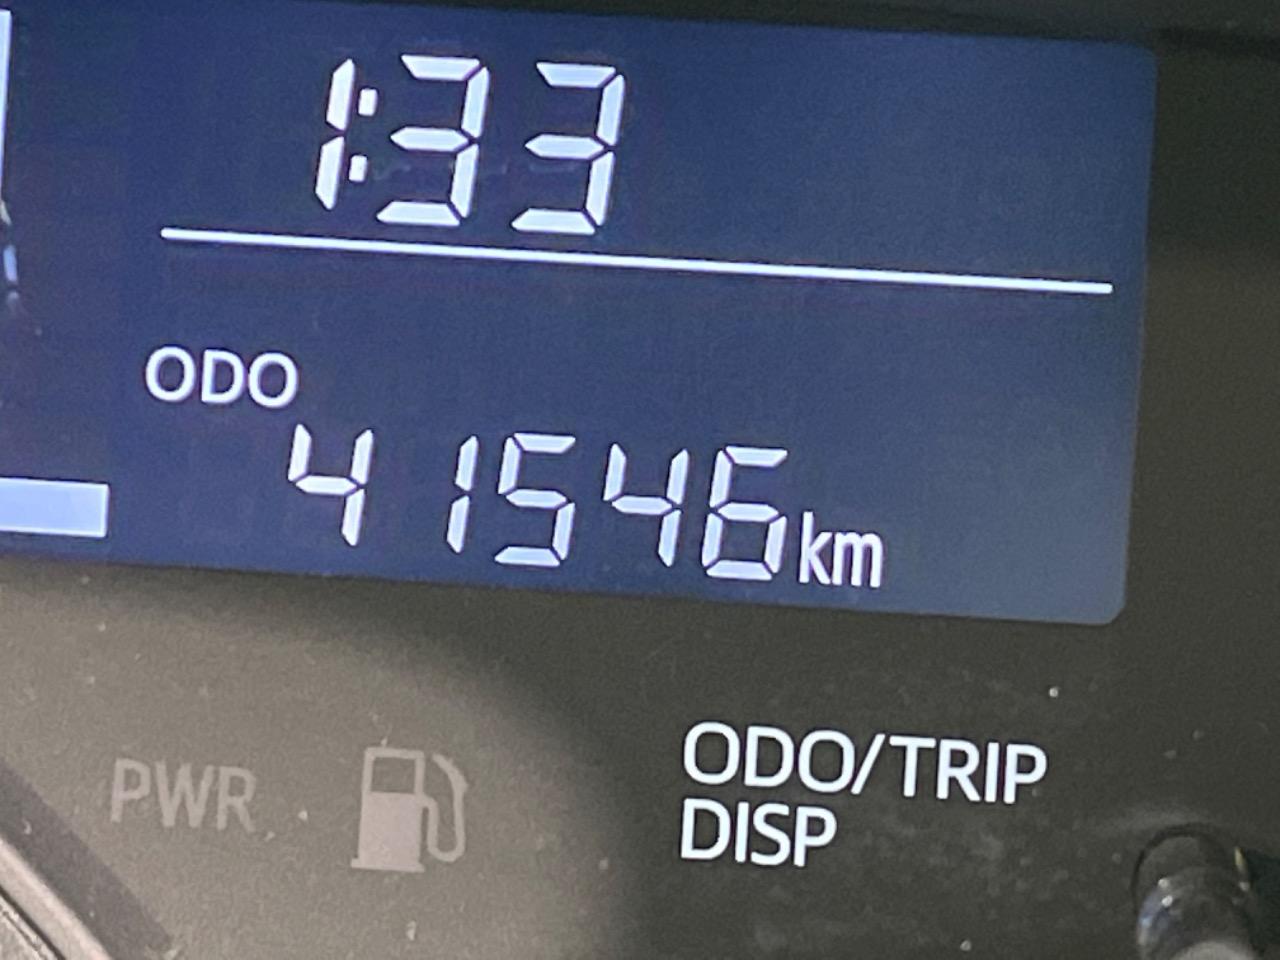 1:33
ODO
41546km
PWR
ODO/TRIP
DISP